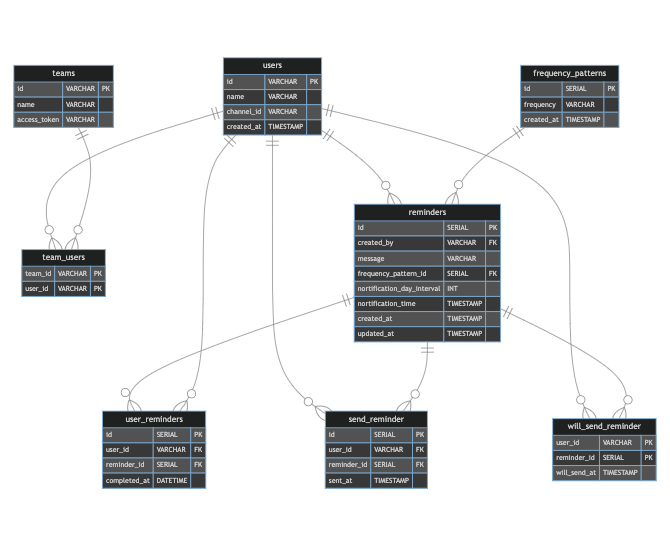 teams
id VARCHAR PK
name VARCHAR
access_token VARCHAR
users
id VARCHAR PK
name VARCHAR
channel_id VARCHAR
created_at TIMESTAMP
frequency_patterns
id SERIAL PK
frequency VARCHAR
created_at TIMESTAMP
team_users
team_id VARCHAR PK
user_id VARCHAR PK
reminders
id SERIAL PK
created_by VARCHAR FK
message VARCHAR
frequency_pattern_id SERIAL FK
nortification_day_interval INT
nortification_time TIMESTAMP
created_at TIMESTAMP
updated_at TIMESTAMP
user_reminders
id SERIAL PK
user_id VARCHAR FK
reminder_id SERIAL FK
completed_at DATETIME
send_reminder
id SERIAL PK
user_id VARCHAR FK
reminder_id SERIAL FK
sent_at TIMESTAMP
will_send_reminder
user_id VARCHAR PK
reminder_id SERIAL PK
will_send_at TIMESTAMP